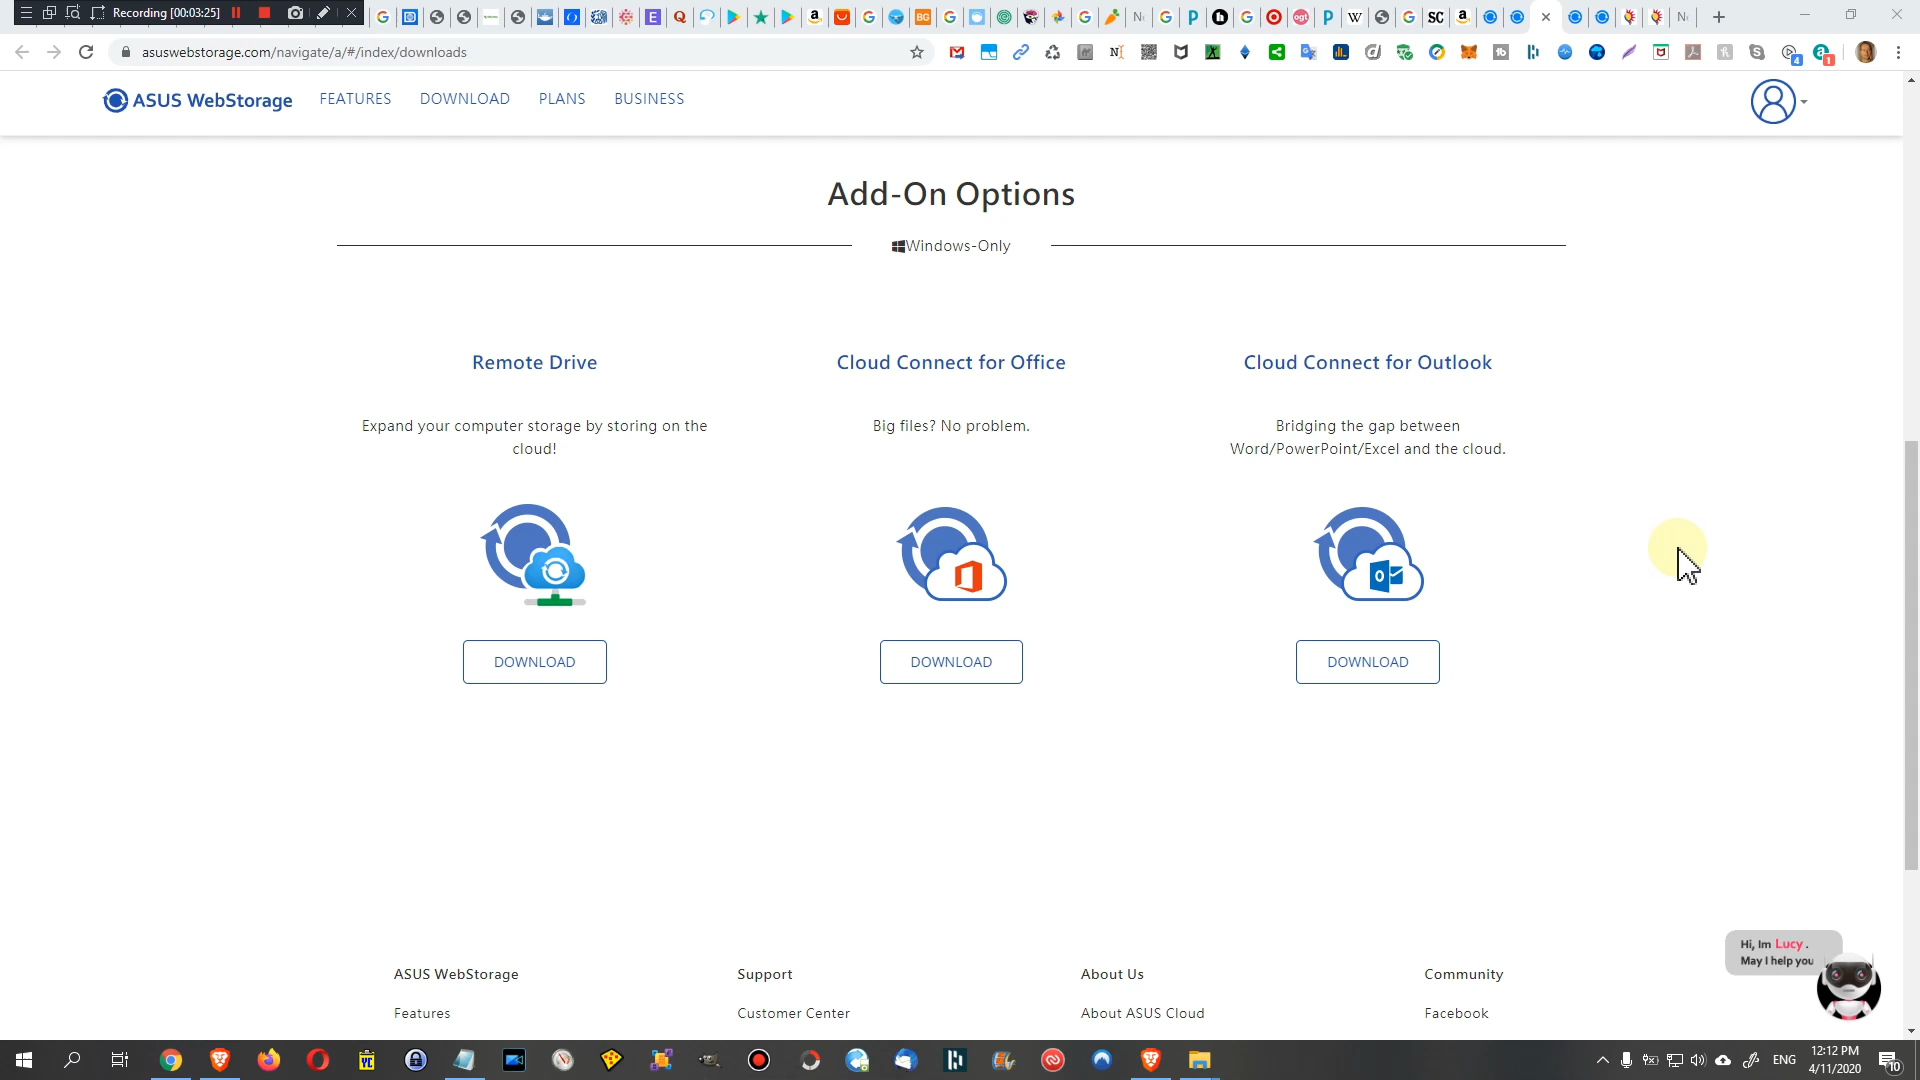 Recording [00:03:25]
asuswebstorage.com/navigate/a/#/index/downloads
ASUS WebStorage
FEATURES
DOWNLOAD
PLANS
BUSINESS
Add-On Options
Windows-Only
Remote Drive
Cloud Connect for Office
Cloud Connect for Outlook
Expand your computer storage by storing on the
cloud!
Big files? No problem.
Bridging the gap between
Word/PowerPoint/Excel and the cloud.
DOWNLOAD
DOWNLOAD
DOWNLOAD
Hi, Im Lucy .
May I help you
ASUS WebStorage
Support
About Us
Community
Features
Customer Center
About ASUS Cloud
Facebook
ENG
12:12 PM
4/11/2020
10